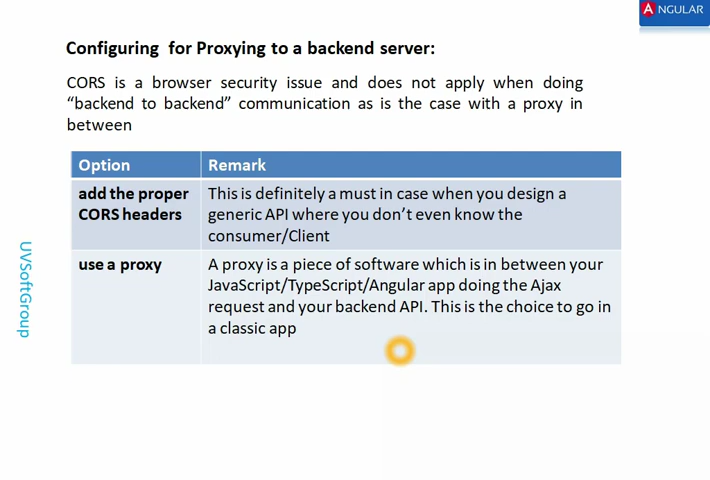 A NGULAR
Configuring for Proxying to a backend server:
CORS is a browser security issue and does not apply when doing
“backend to backend” communication as is the case with a proxy in
between
Option Remark
add the proper This is definitely a must in case when you design a
CORS headers generic API where you don’t even know the
consumer/Client
use a proxy A proxy is a piece of software which is in between your
JavaScript/TypeScript/Angular app doing the Ajax
request and your backend API. This is the choice to go in
a classic app
UVSoftGroup